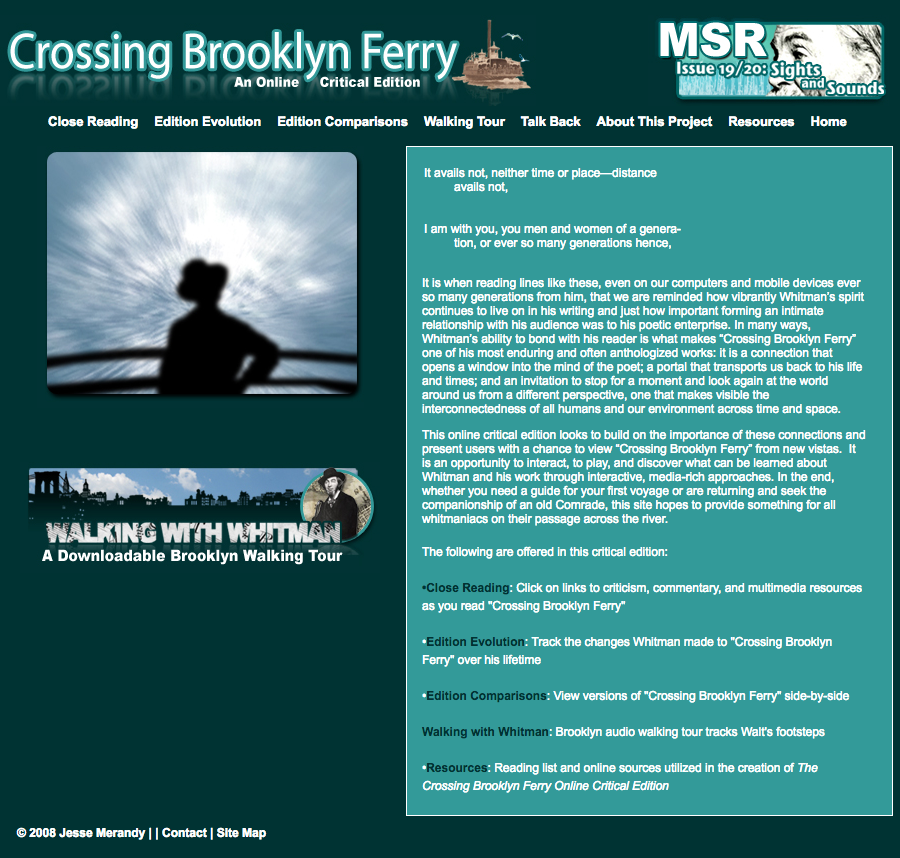 Crossing Brooklyn Ferry
An Online Critical Edition
MSR
Issue 19/20: Sights
and Sounds
Close Reading Edition Evolution Edition Comparisons Walking Tour Talk Back About This Project Resources Home
WALKING WITH WHITMAN
A Downloadable Brooklyn Walking Tour
It avails not, neither time or place—distance
avails not,
I am with you, you men and women of a genera-
tion, or ever so many generations hence,
It is when reading lines like these, even on our computers and mobile devices ever
so many generations from him, that we are reminded how vibrantly Whitman's spirit
continues to live on in his writing and just how important forming an intimate
relationship with his audience was to his poetic enterprise. In many ways,
Whitman's ability to bond with his reader is what makes "Crossing Brooklyn Ferry"
one of his most enduring and often anthologized works: it is a connection that
opens a window into the mind of the poet; a portal that transports us back to his life
and times; and an invitation to stop for a moment and look again at the world
around us from a different perspective, one that makes visible the
interconnectedness of all humans and our environment across time and space.
This online critical edition looks to build on the importance of these connections and
present users with a chance to view "Crossing Brooklyn Ferry" from new vistas. It
is an opportunity to interact, to play, and discover what can be learned about
Whitman and his work through interactive, media-rich approaches. In the end,
whether you need a guide for your first voyage or are returning and seek the
companionship of an old Comrade, this site hopes to provide something for all
whitmaniacs on their passage across the river.
The following are offered in this critical edition:
•Close Reading: Click on links to criticism, commentary, and multimedia resources
as you read "Crossing Brooklyn Ferry"
•Edition Evolution: Track the changes Whitman made to "Crossing Brooklyn
Ferry" over his lifetime
•Edition Comparisons: View versions of "Crossing Brooklyn Ferry" side-by-side
Walking with Whitman: Brooklyn audio walking tour tracks Walt's footsteps
•Resources: Reading list and online sources utilized in the creation of The
Crossing Brooklyn Ferry Online Critical Edition
© 2008 Jesse Merandy | | Contact | Site Map